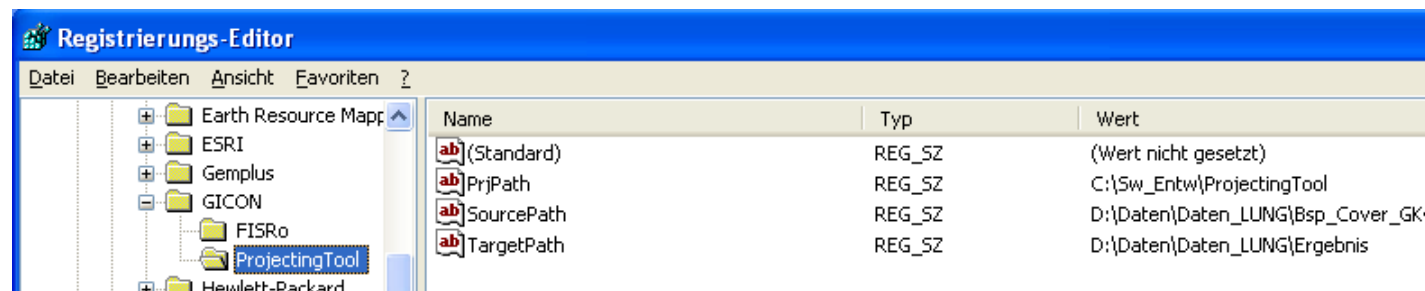 Registrierungs-Editor
Datei Bearbeiten Ansicht Favoriten ?
Earth Resource Mapp
ESRI
Gemplus
GICON
FISRo
ProjectingTool
Hewlett-Packard
Name Typ Wert
(Standard) REG_SZ (Wert nicht gesetzt)
PrjPath REG_SZ C:\Sw_Entw\ProjectingTool
SourcePath REG_SZ D:\Daten\Daten_LUNG\Bsp_Cover_GK
TargetPath REG_SZ D:\Daten\Daten_LUNG\Ergebnis